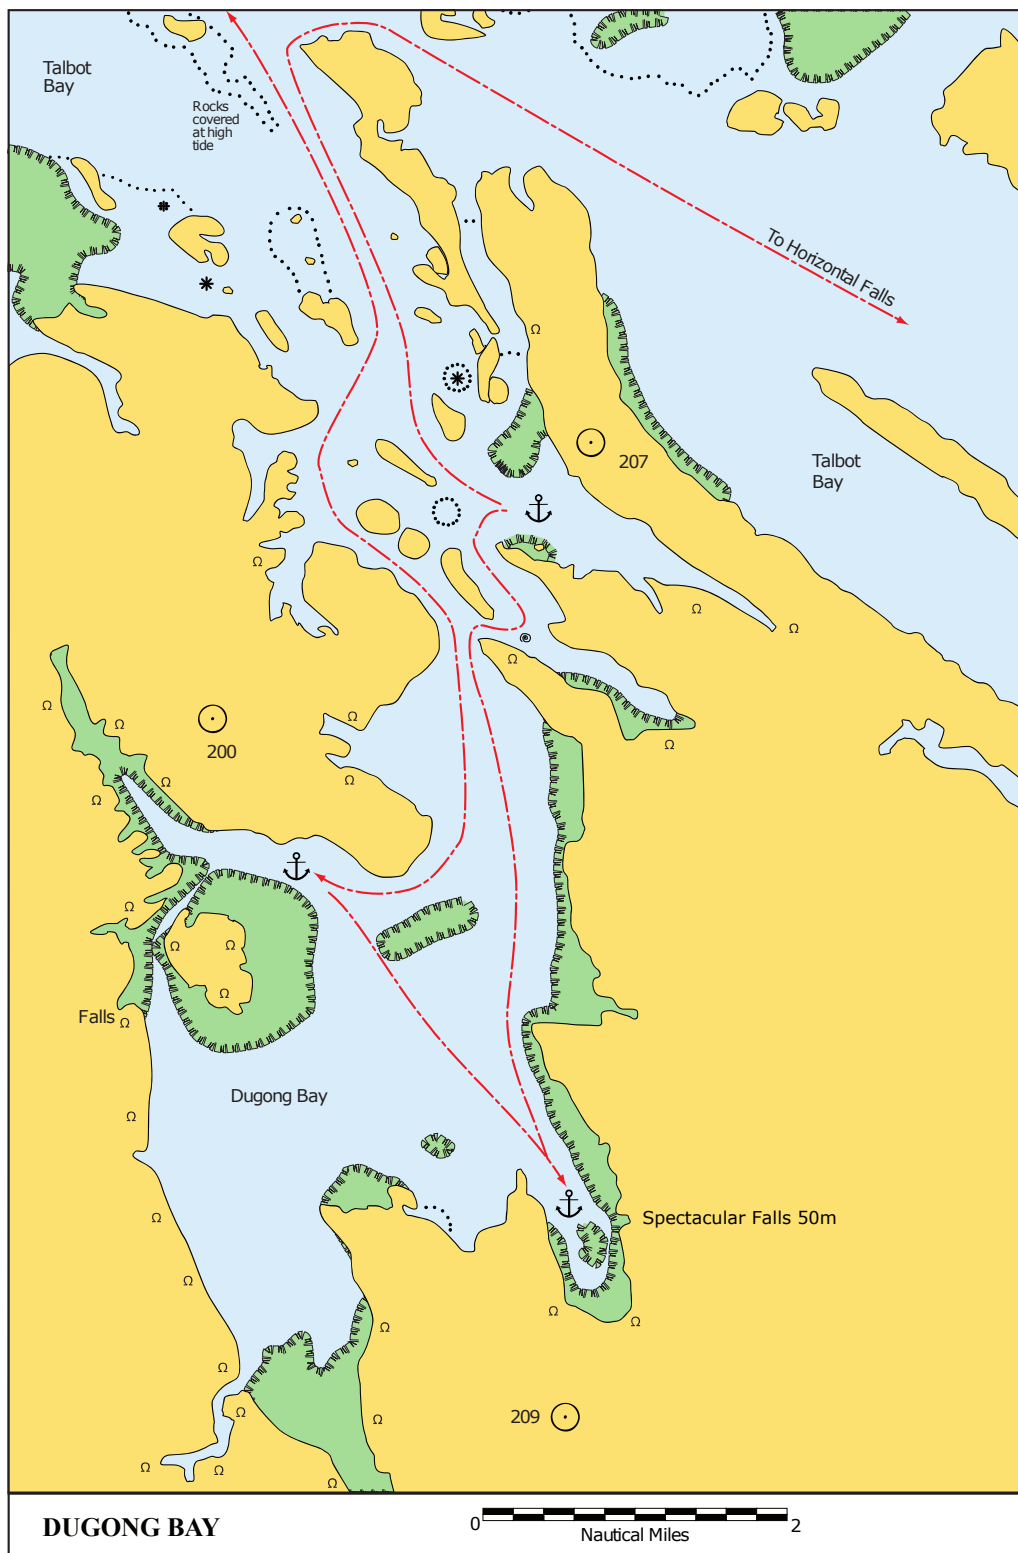 Talbot
Bay
Rocks
covered
at high
tide
To Horizontal Falls
207
Talbot
Bay
200
Falls
Dugong Bay
Spectacular Falls 50m
209
DUGONG BAY
0
2
Nautical Miles